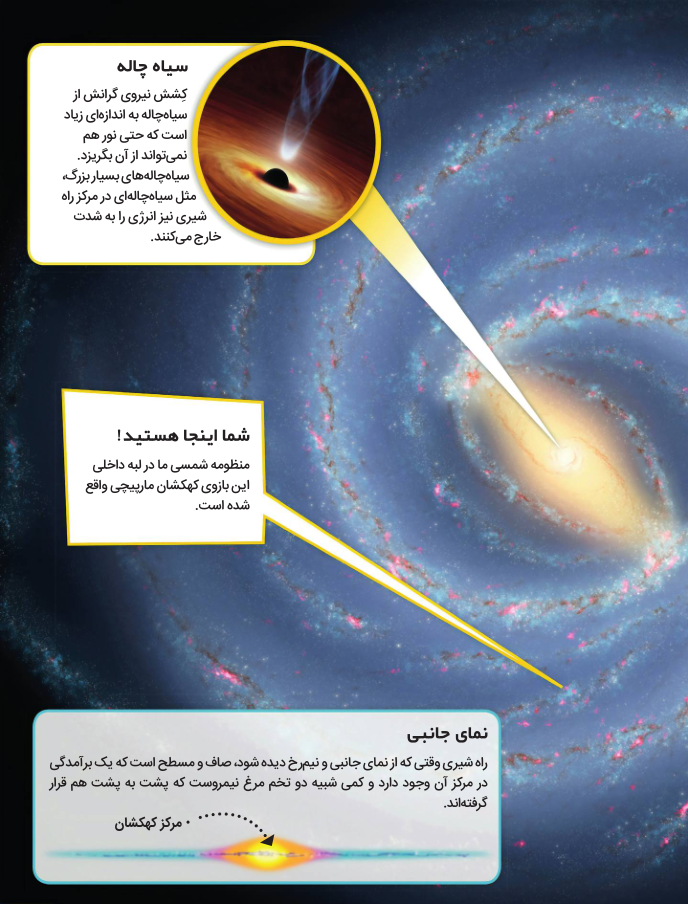 سیاه چاله
کِشش نیروی گرانش از
سیاه‌چاله به اندازه‌ای زیاد
است که حتی نور هم
نمی‌تواند از آن بگریزد.
سیاه‌چاله‌های بسیار بزرگ،
مثل سیاه‌چاله‌ای در مرکز راه
شیری نیز انرژی را به شدت
خارج می‌کنند.
شما اینجا هستید!
منظومه شمسی ما در لبه داخلی
این بازوی کهکشان مارپیچی واقع
شده است.
نمای جانبی
راه شیری وقتی که از نمای جانبی و نیم‌رخ دیده شود، صاف و مسطح است که یک برآمدگی
در مرکز آن وجود دارد و کمی شبیه دو تخم مرغ نیمروست که پشت به پشت هم قرار
گرفته‌اند.
مرکز کهکشان